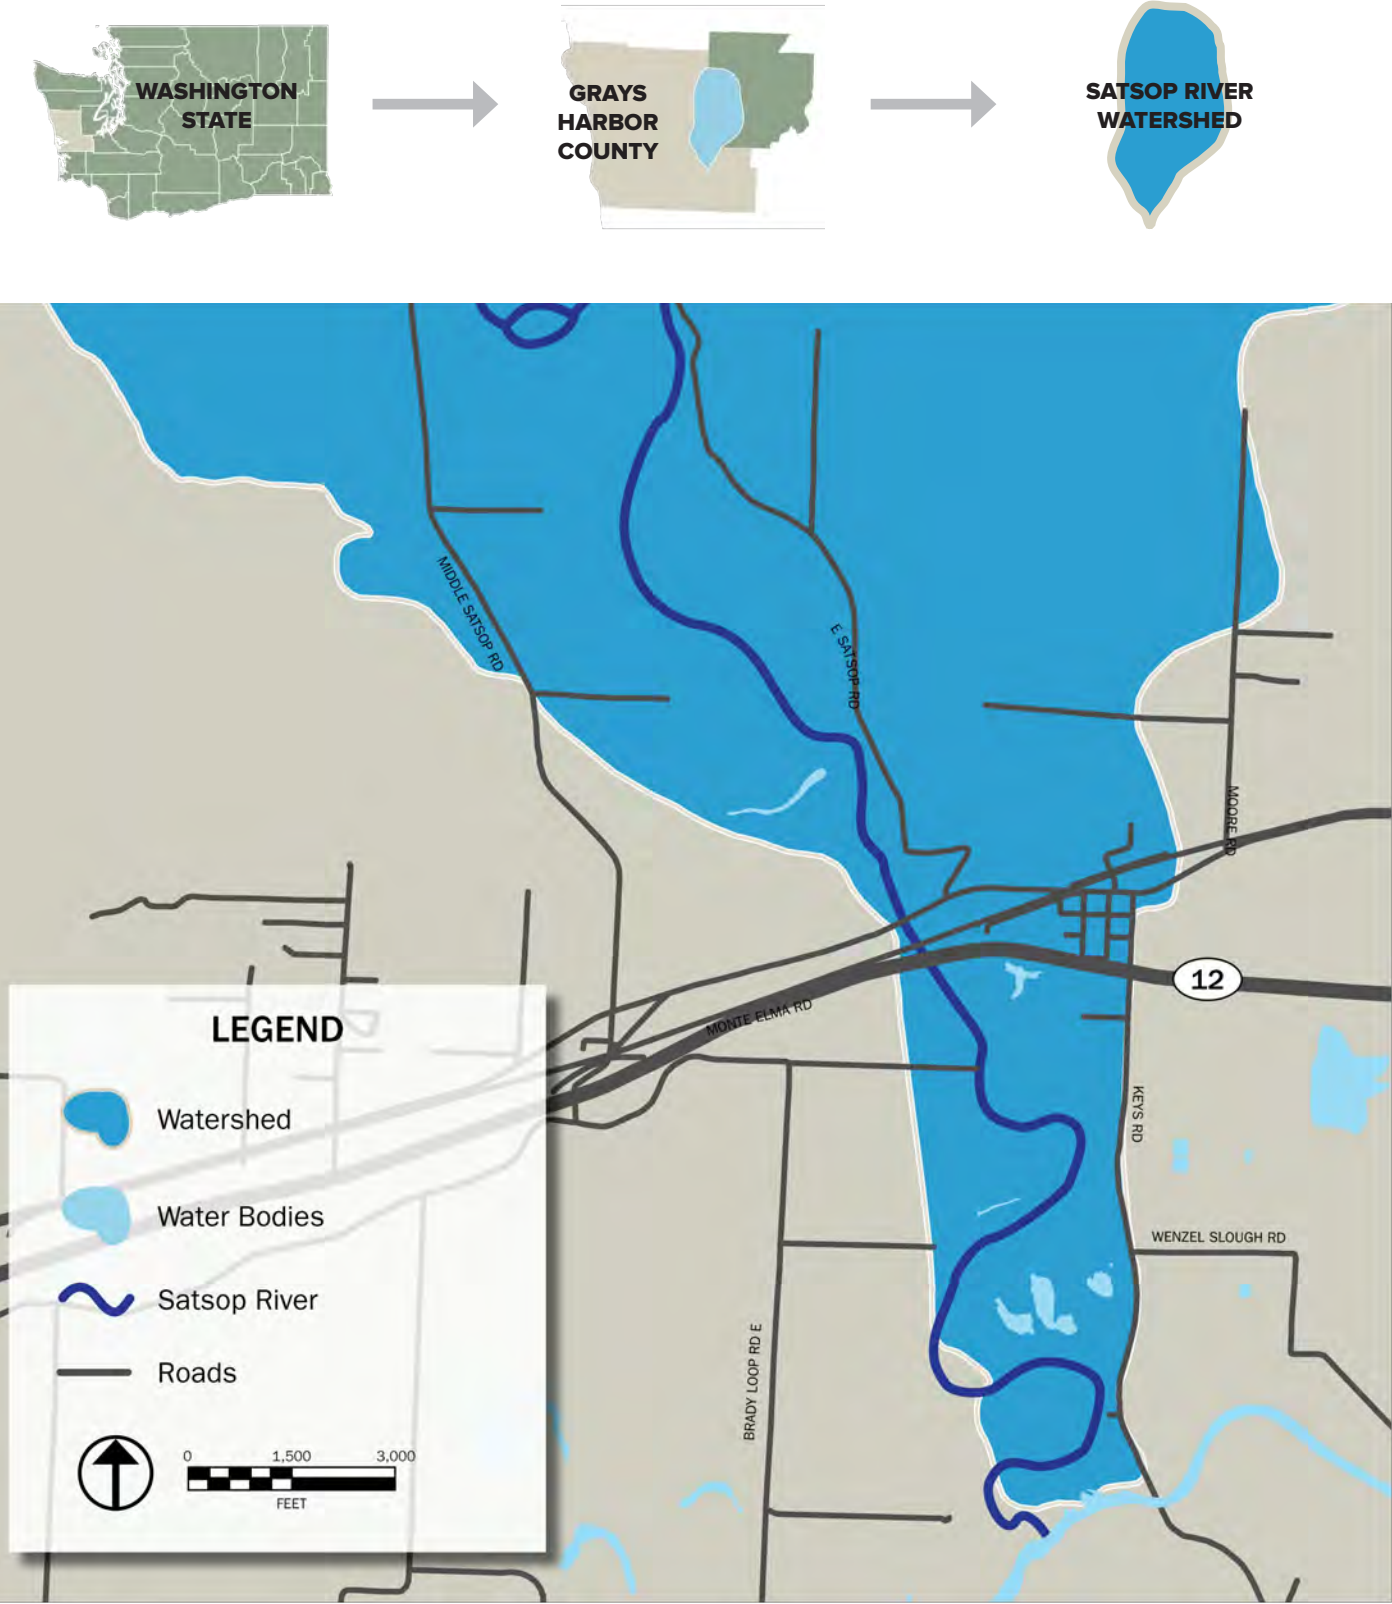 WASHINGTON
STATE
GRAYS
HARBOR
COUNTY
SATSOP RIVER
WATERSHED
MIDDLE SATSOP RD
E SATSOP RD
MOORE RD
12
MONTE ELMA RD
KEYS RD
WENZEL SLOUGH RD
BRADY LOOP RD E
LEGEND
Watershed
Water Bodies
Satsop River
Roads
0 1,500 3,000
FEET